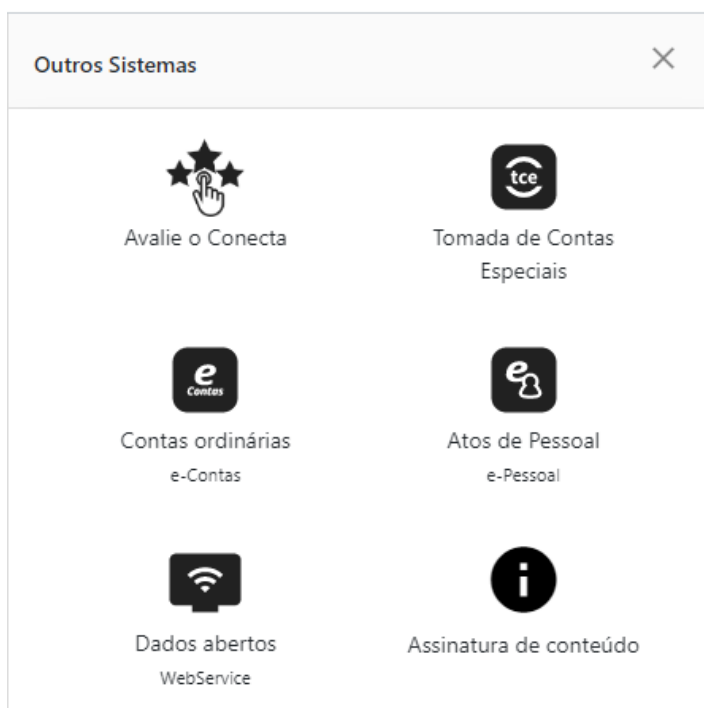 Outros Sistemas
Avalie o Conecta
tce
Tomada de Contas
Especiais
e
Contas
Contas ordinárias
e-Contas
e
Atos de Pessoal
e-Pessoal
Dados abertos
WebService
i
Assinatura de conteúdo